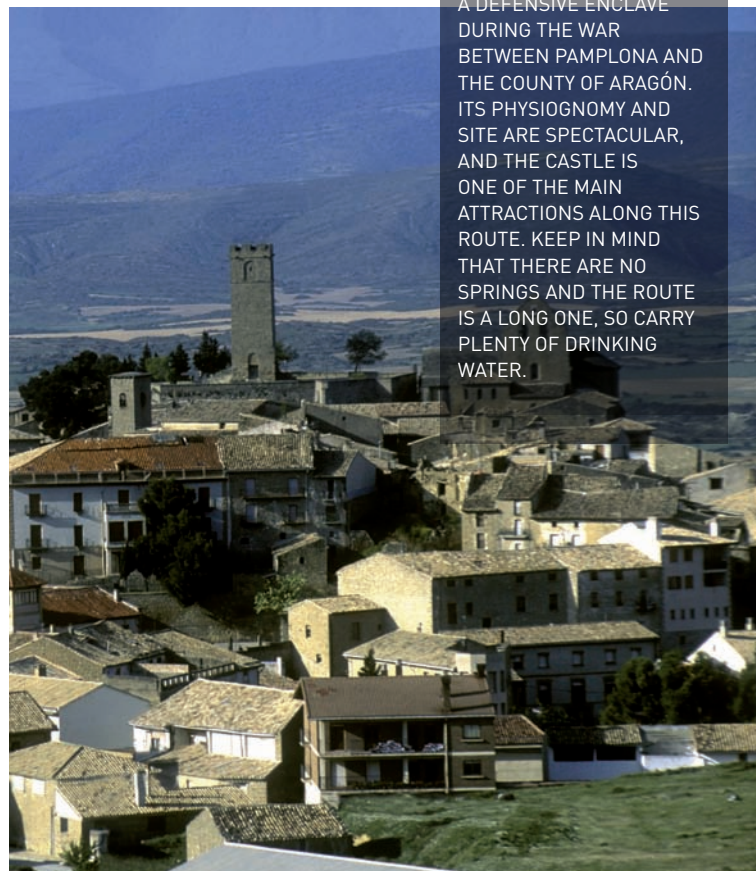 A DEFENSIVE ENCLAVE
DURING THE WAR
BETWEEN PAMPLONA AND
THE COUNTY OF ARAGÓN.
ITS PHYSIOGNOMY AND
SITE ARE SPECTACULAR,
AND THE CASTLE IS
ONE OF THE MAIN
ATTRACTIONS ALONG THIS
ROUTE. KEEP IN MIND
THAT THERE ARE NO
SPRINGS AND THE ROUTE
IS A LONG ONE, SO CARRY
PLENTY OF DRINKING
WATER.